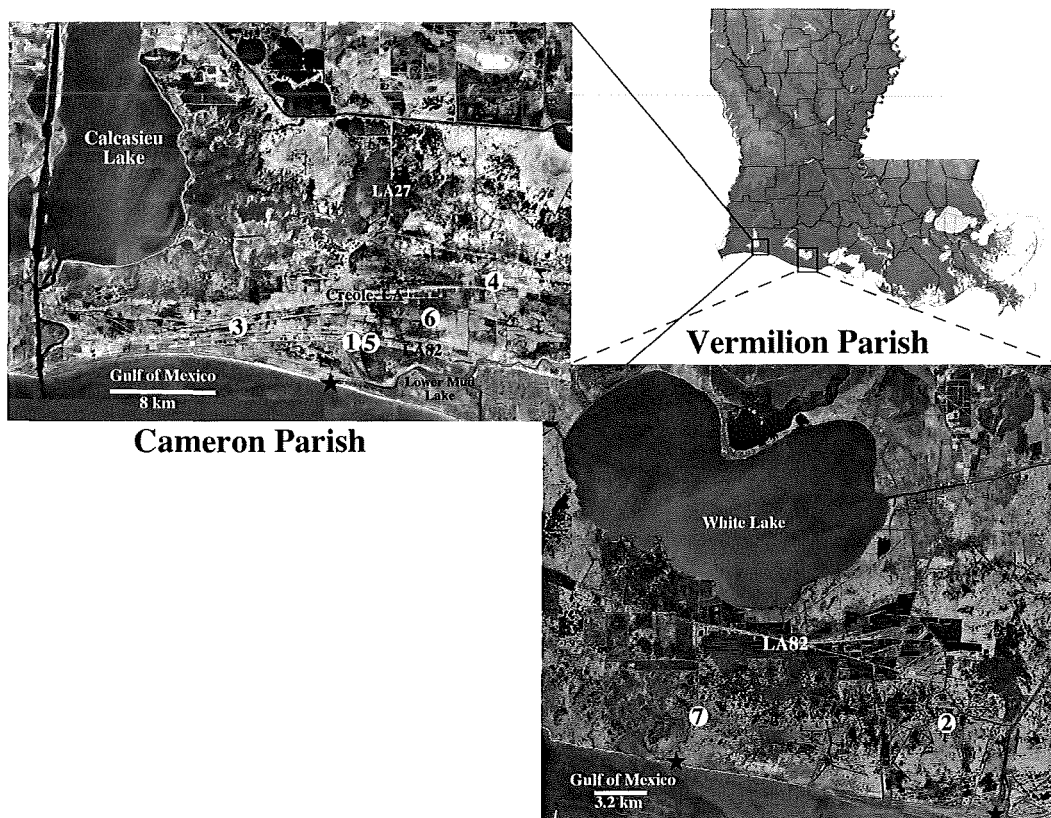 Calcasieu
Lake
LA27
4
Creole, LA
6
3
1
5
LA82
Gulf of Mexico
8 km
Lower Mud
Lake
Cameron Parish
Vermilion Parish
White Lake
LA82
7
2
Gulf of Mexico
3.2 km